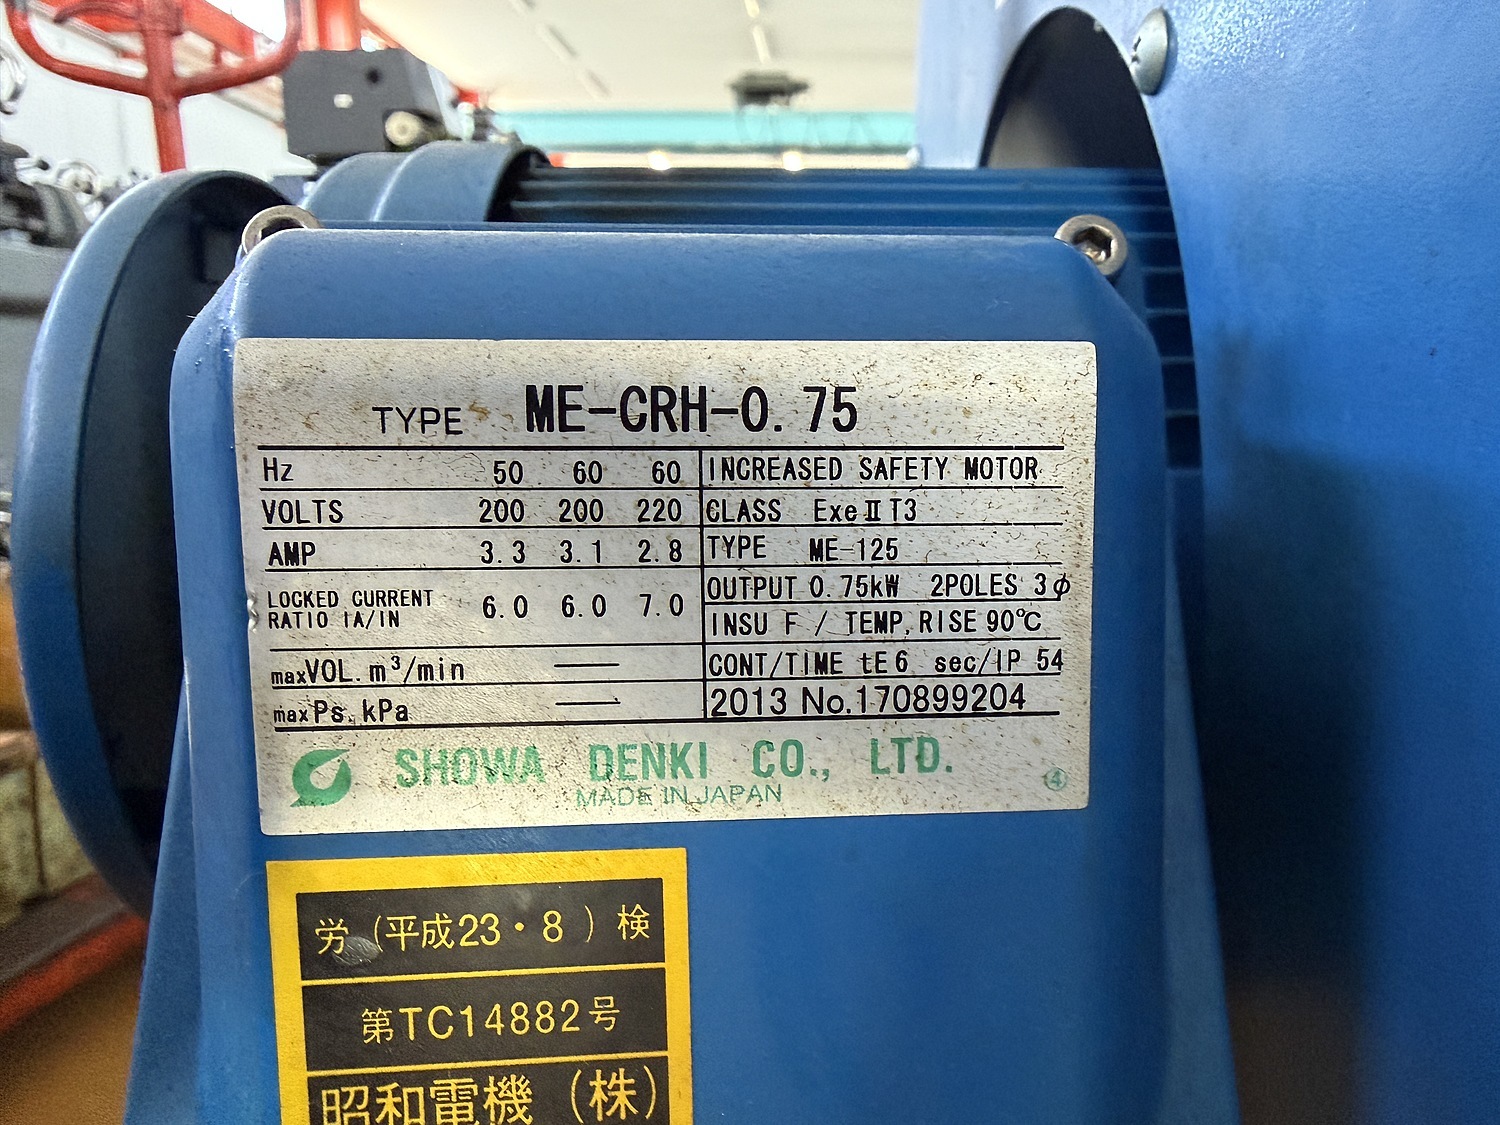 TYPE ME-CRH-0.75
Hz 50 60 60
VOLTS 200 200 220
AMP 3.3 3.1 2.8
LOCKED CURRENT RATIO IA/IN 6.0 6.0 7.0
maxVOL. m³/min —
maxPs. kPa —
INCREASED SAFETY MOTOR
CLASS ExeⅡT3
TYPE ME-125
OUTPUT 0.75kW 2POLES 3φ
INSU F / TEMP. RISE 90℃
CONT/TIME tE 6 sec/IP 54
2013 No.170899204
SHOWA DENKI CO., LTD.
MADE IN JAPAN
④
労(平成23・8)検
第TC14882号
昭和電機(株)